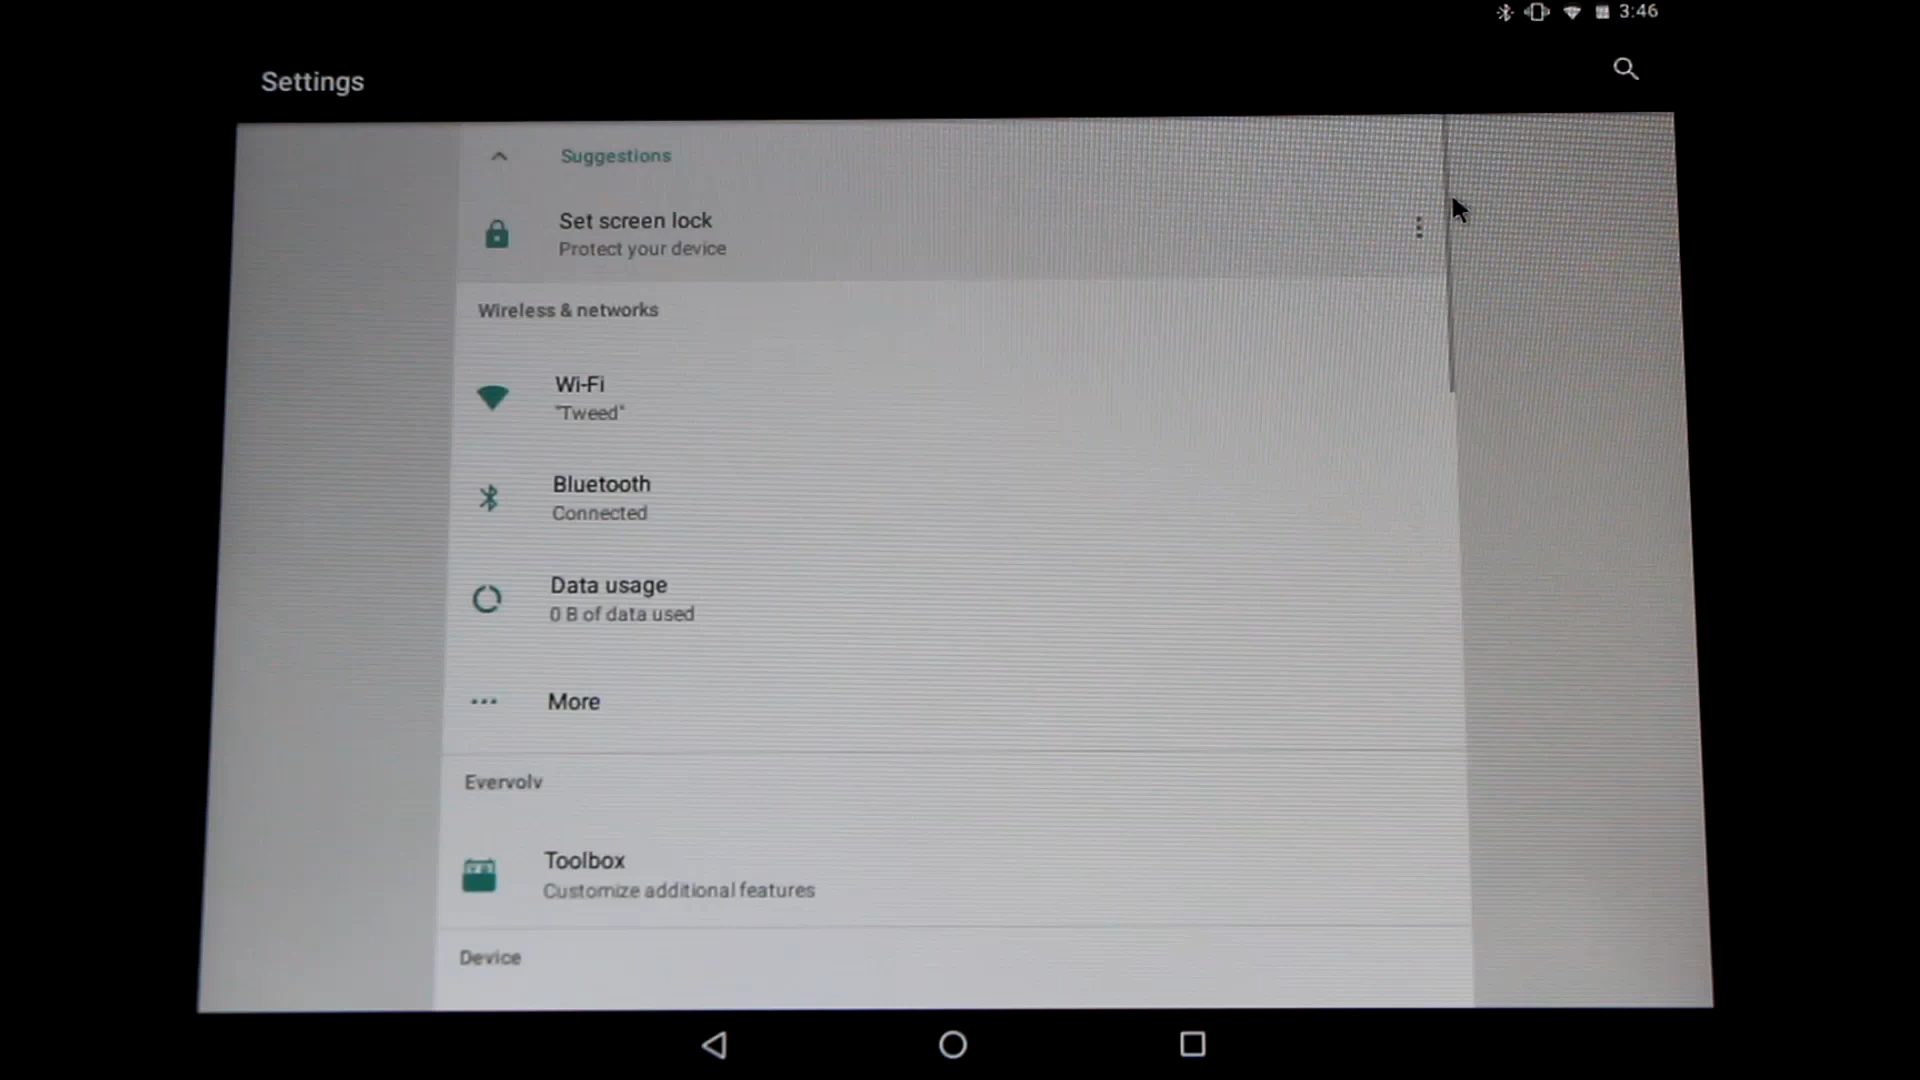 3:46
Settings
Suggestions
Set screen lock
Protect your device
Wireless & networks
Wi-Fi
"Tweed"
Bluetooth
Connected
Data usage
0 B of data used
More
Evervolv
Toolbox
Customize additional features
Device